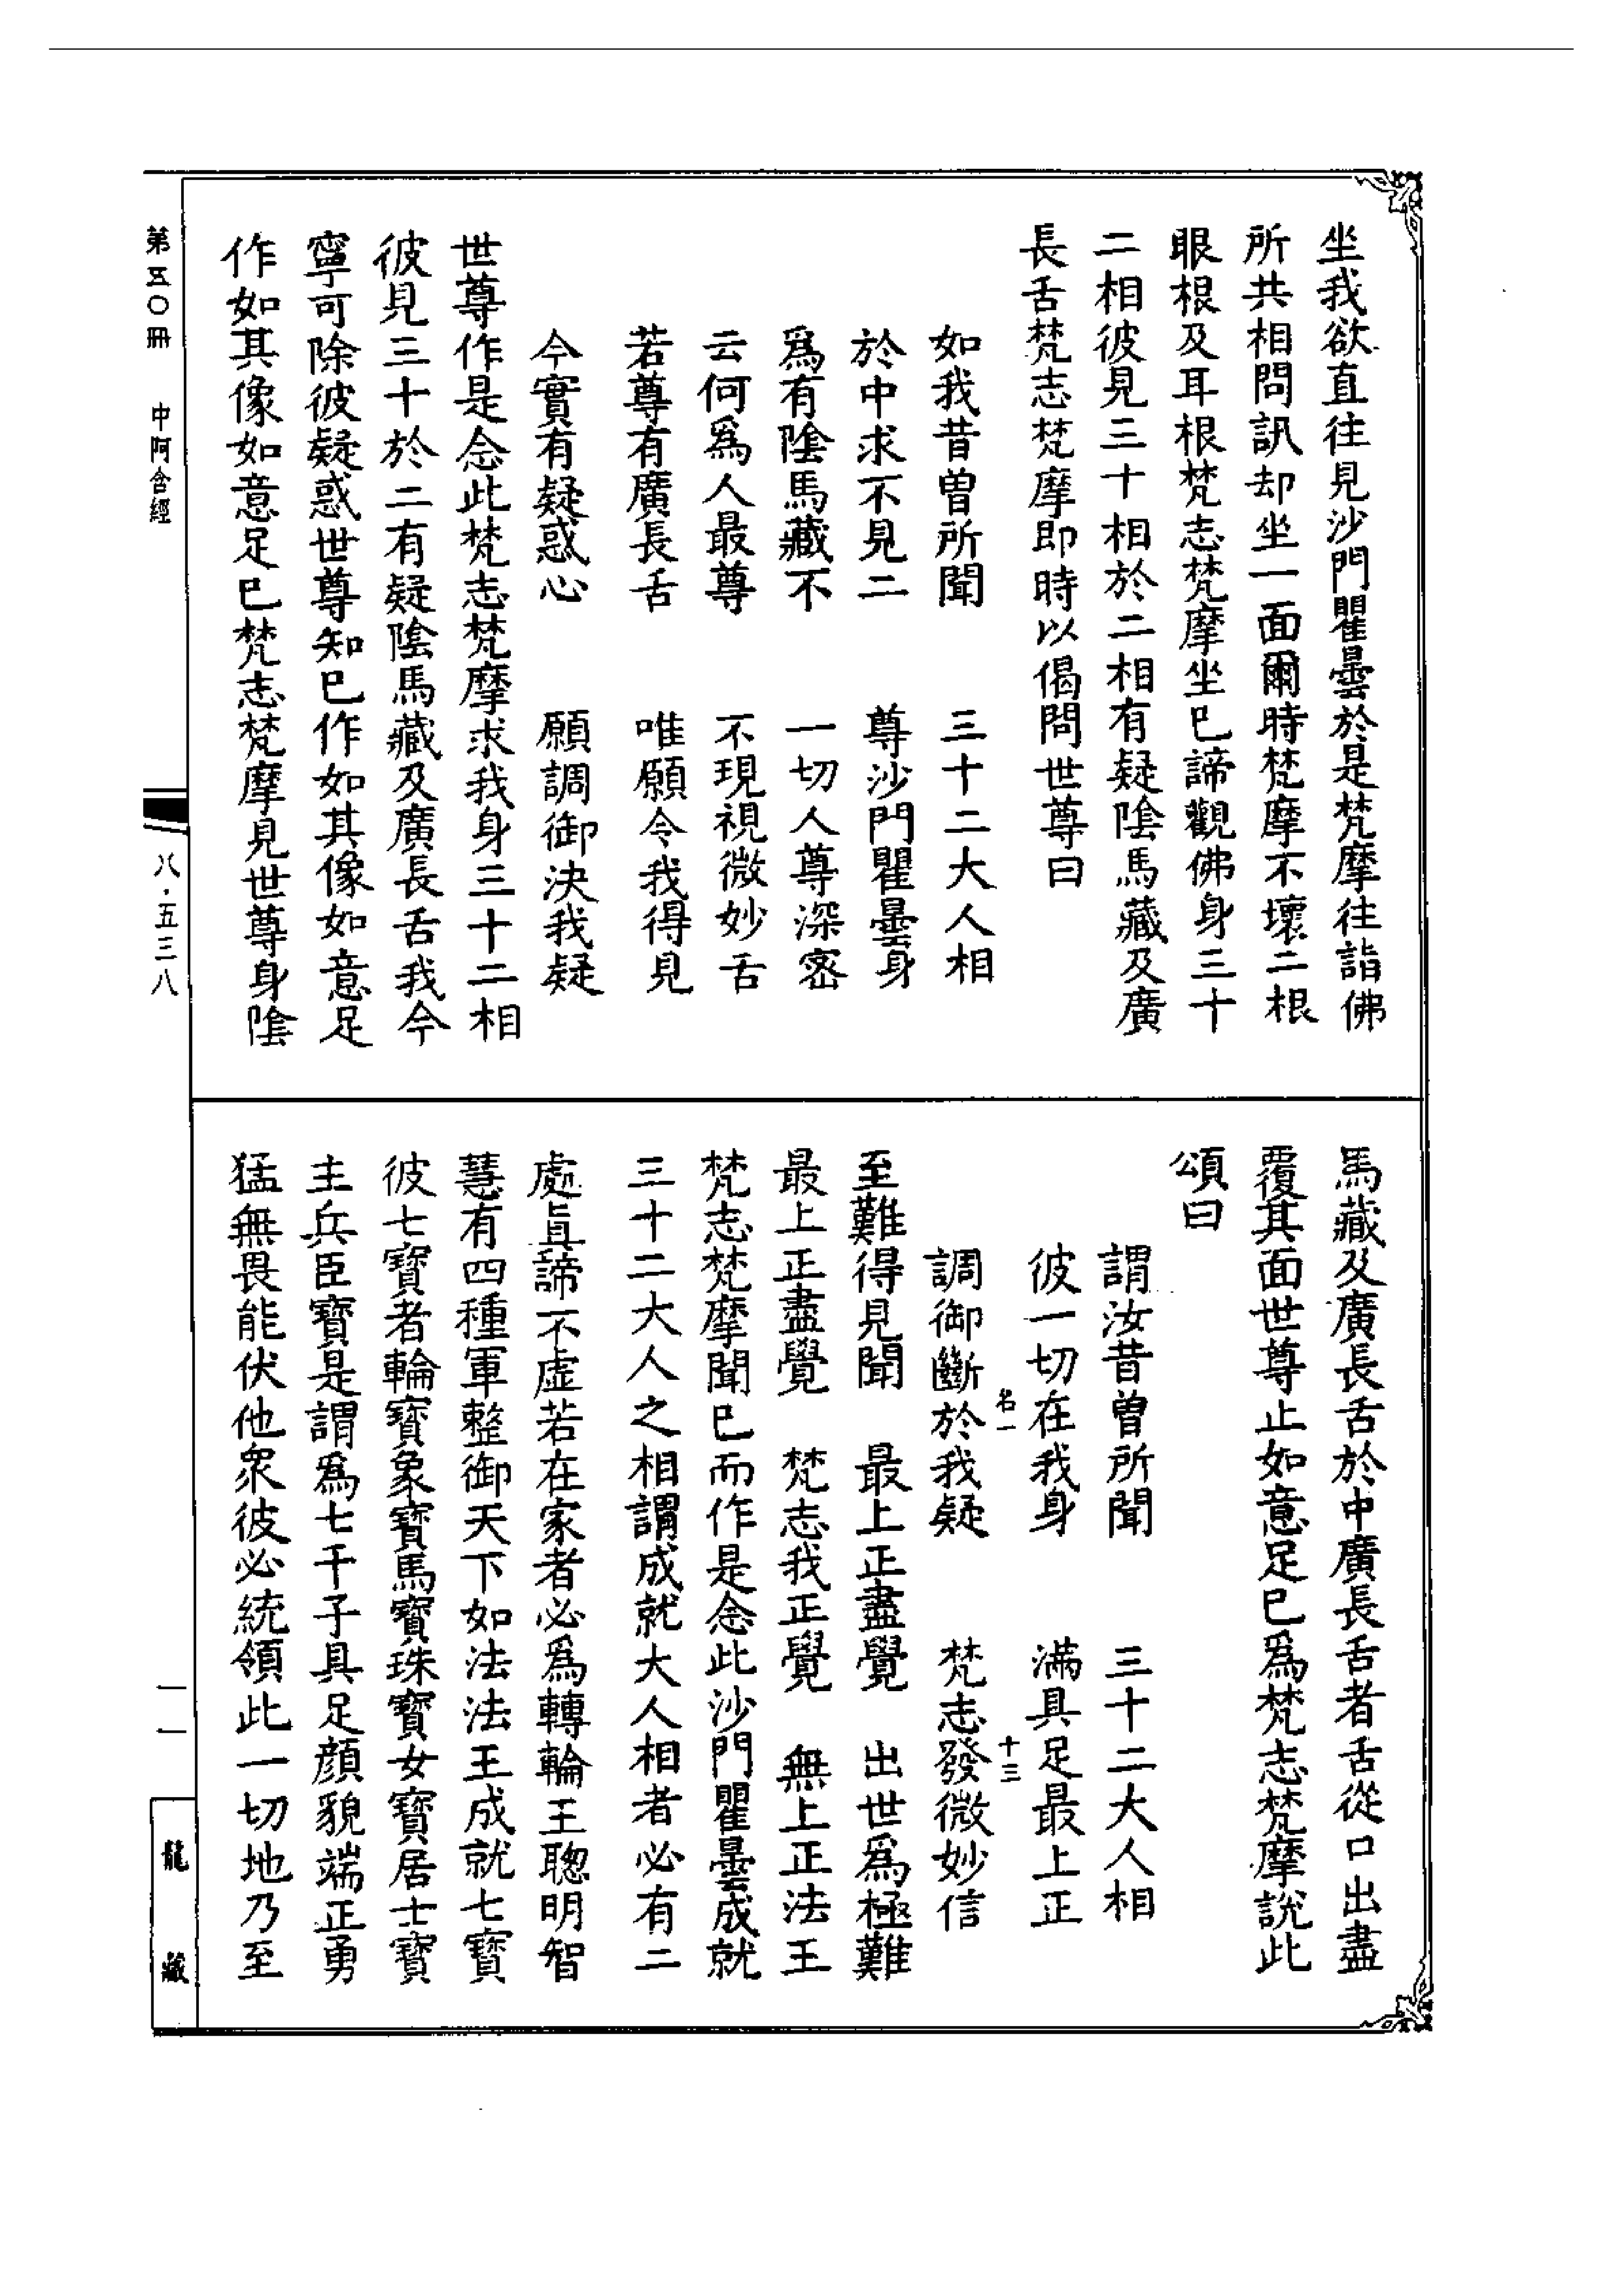 坐我欲直往見沙門瞿曇於是梵摩往詣佛
所共相問訊却坐一面爾時梵摩不壞二根
眼根及耳根梵志梵摩坐已諦觀佛身三十
二相彼見三十相於二相有疑陰馬藏及廣
長舌梵志梵摩即時以偈問世尊曰
如我昔曾所聞　三十二大人相
於中求不見二　尊沙門瞿曇身
爲有陰馬藏不　一切人尊深密
云何爲人最尊　不現視微妙舌
若尊有廣長舌　唯願令我得見
今實有疑惑心　願調御決我疑
世尊作是念此梵志梵摩求我身三十二相
彼見三十於二有疑陰馬藏及廣長舌我今
寧可除彼疑惑世尊知已作如其像如意足
作如其像如意足已梵志梵摩見世尊身陰
馬藏及廣長舌於中廣長舌者舌從口出盡
覆其面世尊止如意足已爲梵志梵摩說此
頌曰
謂汝昔曾所聞　三十二大人相
彼一切在我身　滿具足最上正
名一　十三
調御斷於我疑　梵志發微妙信
至難得見聞　最上正盡覺　出世爲極難
最上正盡覺　梵志我正覺　無上正法王
梵志梵摩聞已而作是念此沙門瞿曇成就
三十二大人之相謂成就大人相者必有二
處眞諦不虛若在家者必爲轉輪王聰明智
慧有四種軍整御天下如法法王成就七寶
彼七寶者輪寶象寶馬寶珠寶女寶居士寶
主兵臣寶是謂爲七千子具足顏貌端正勇
猛無畏能伏他衆彼必統領此一切地乃至
第五〇冊　中阿含經
八·五三八
一一
龍藏